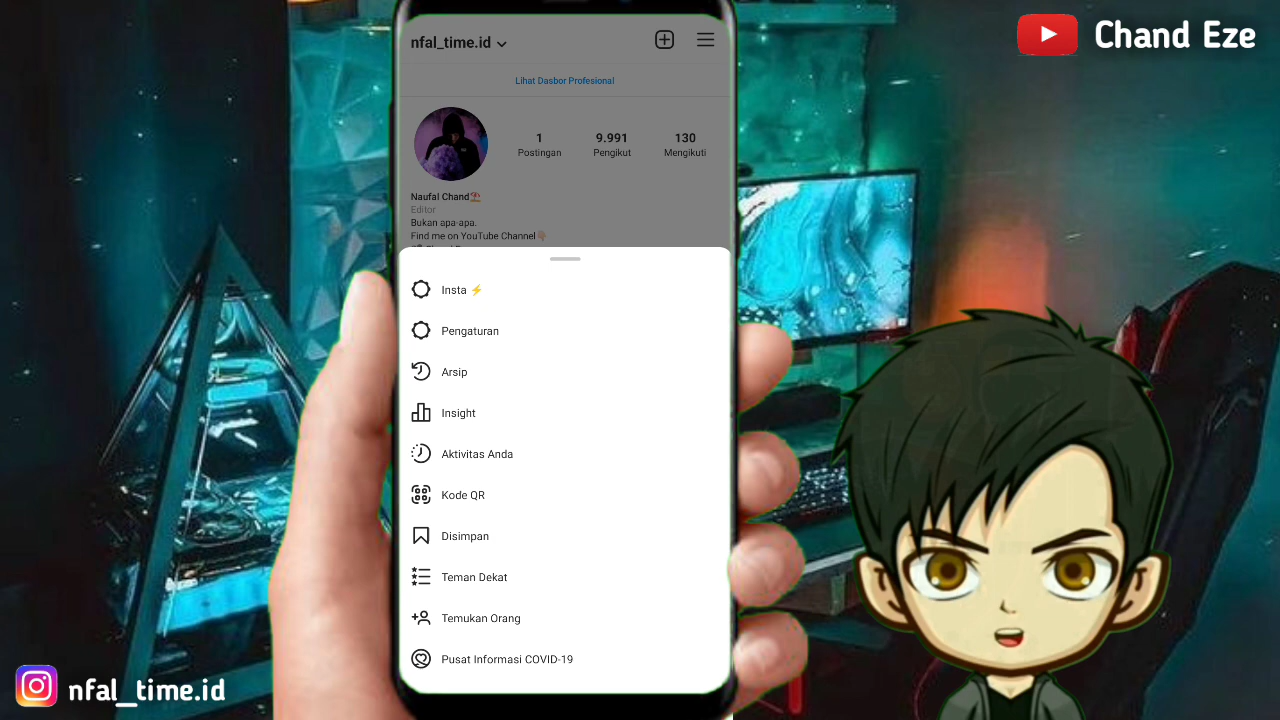 nfal_time.id
Chand Eze
Lihat Dasbor Profesional
1
Postingan
9.991
Pengikut
130
Mengikuti
Naufal Chand⛱
Editor
Bukan apa-apa.
Find me on YouTube Channel👇🏻
Insta ⚡
Pengaturan
Arsip
Insight
Aktivitas Anda
Kode QR
Disimpan
Teman Dekat
Temukan Orang
Pusat Informasi COVID-19
nfal_time.id